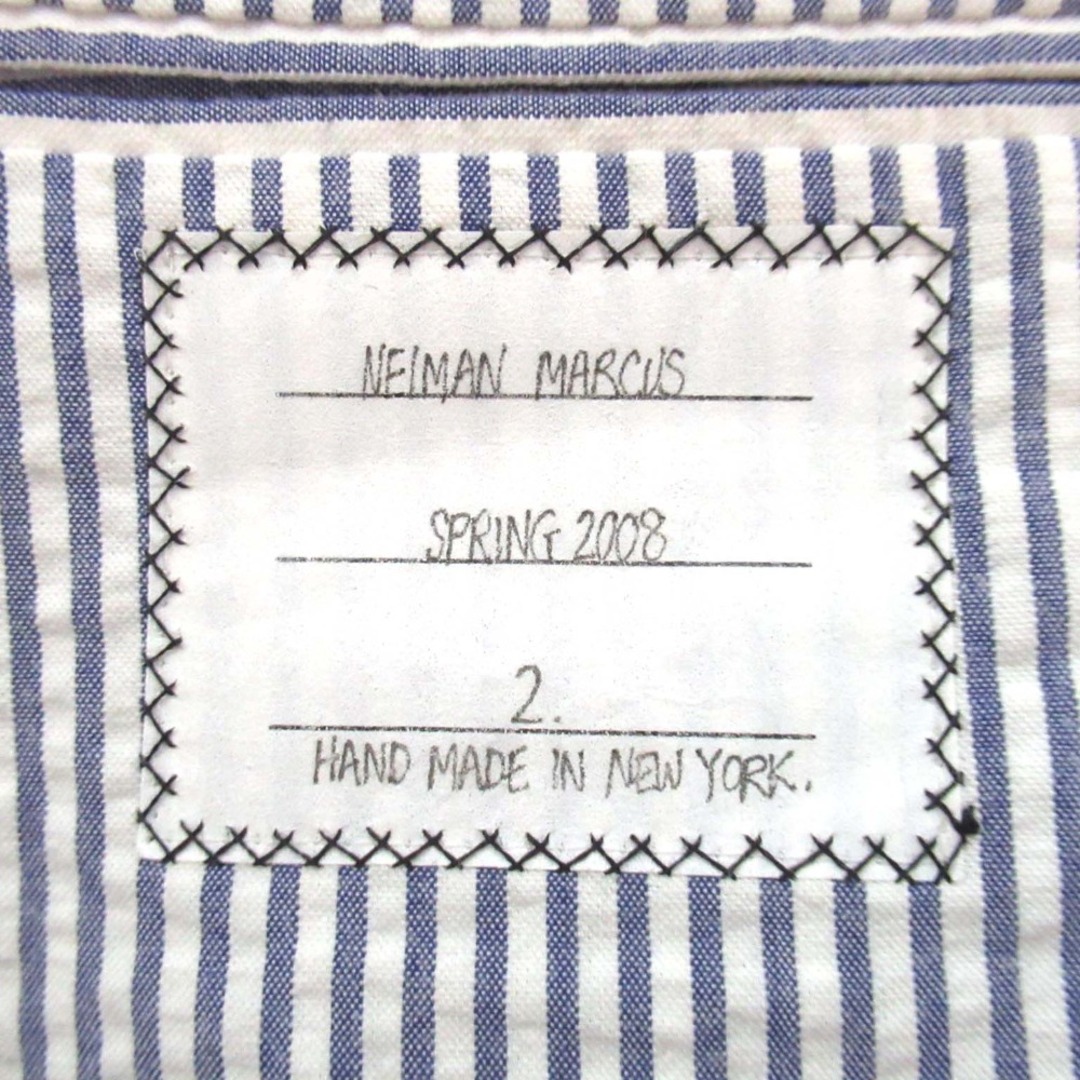 NEIMAN MARCUS
SPRING 2008
2.
HAND MADE IN NEW YORK.